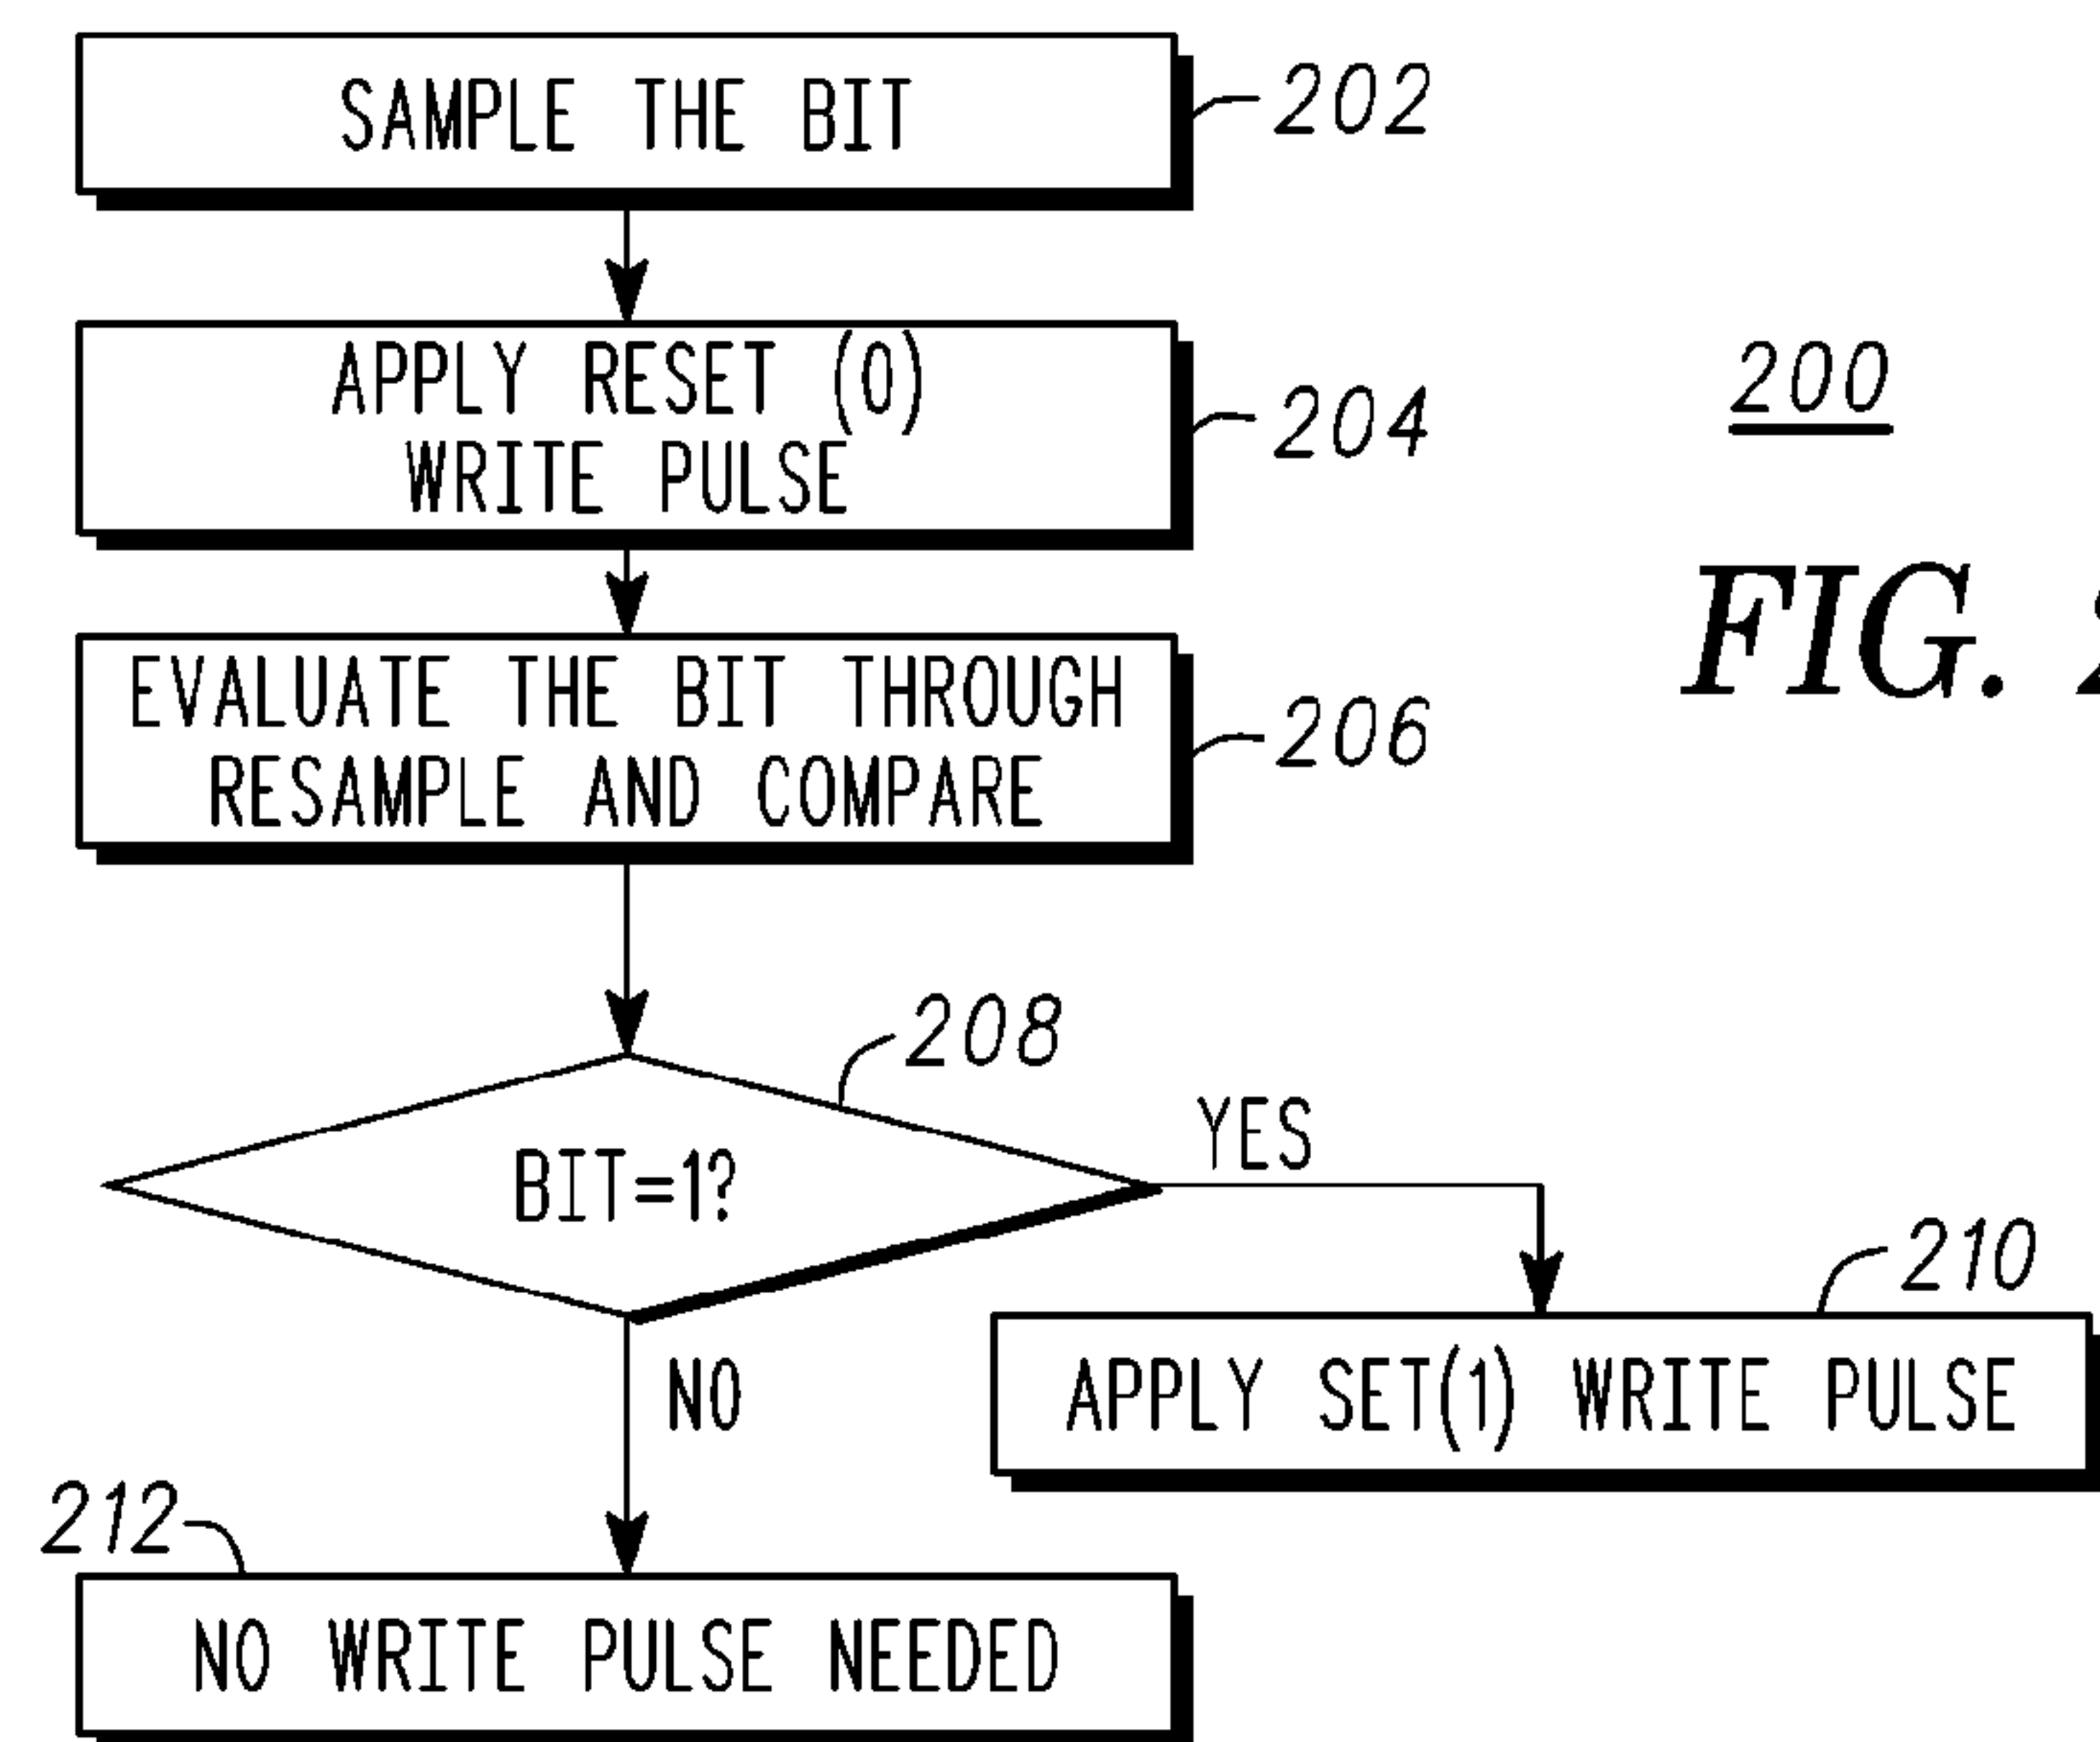 SAMPLE THE BIT
202
APPLY RESET (0)
WRITE PULSE
204
200
FIG.
EVALUATE THE BIT THROUGH
RESAMPLE AND COMPARE
206
208
BIT=1?
YES
210
APPLY SET(1) WRITE PULSE
NO
212
NO WRITE PULSE NEEDED